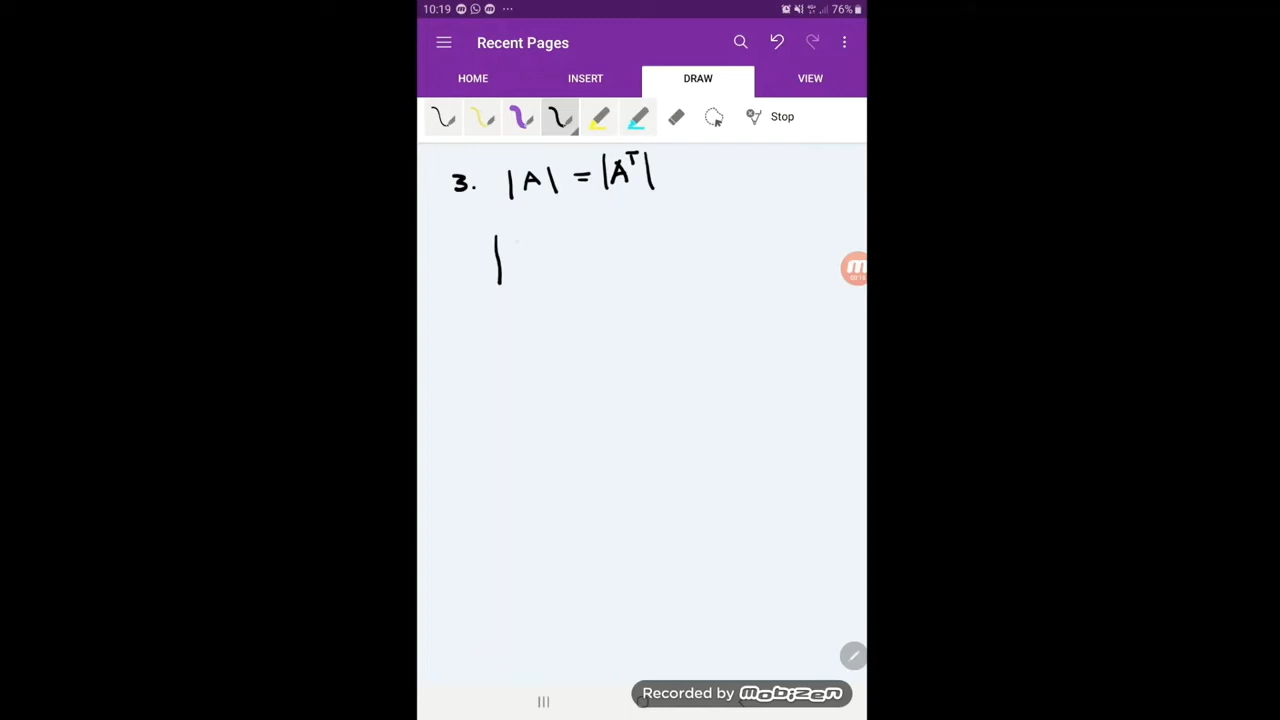 10:19 ... 76%
Recent Pages
HOME INSERT DRAW VIEW
Stop
3. |A| = |Aᵀ|
|
Recorded by mobizen